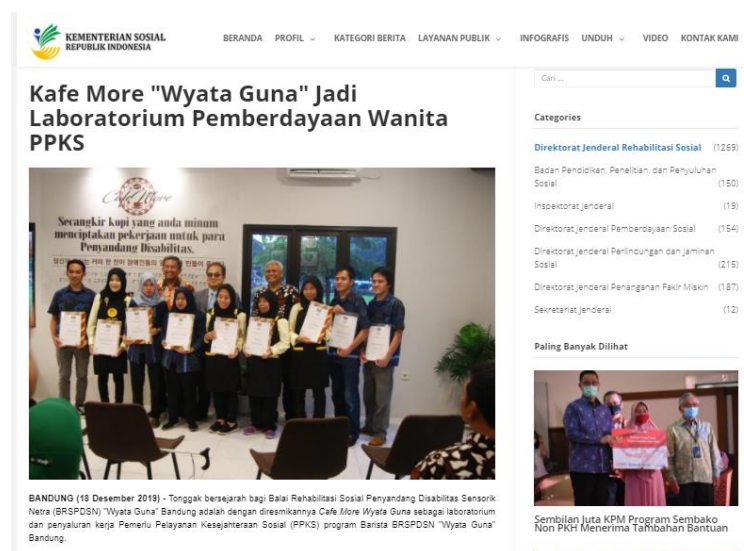 KEMENTERIAN SOSIAL
REPUBLIK INDONESIA
BERANDA PROFIL KATEGORI BERITA LAYANAN PUBLIK INFOGRAFIS UNDUH VIDEO KONTAK KAMI
Kafe More "Wyata Guna" Jadi
Laboratorium Pemberdayaan Wanita
PPKS
Cafe More
Secangkir kopi yang anda minum
menciptakan pekerjaan untuk para
Penyandang Disabilitas.
BANDUNG (18 Desember 2019) - Tonggak bersejarah bagi Balai Rehabilitasi Sosial Penyandang Disabilitas Sensorik
Netra (BRSPDSN) "Wyata Guna" Bandung adalah dengan diresmikannya Cafe More Wyata Guna sebagai laboratorium
dan penyaluran kerja Pemerlu Pelayanan Kesejahteraan Sosial (PPKS) program Barista BRSPDSN "Wyata Guna"
Bandung.
Cari ...
Categories
Direktorat Jenderal Rehabilitasi Sosial (1269)
Badan Pendidikan, Penelitian, dan Penyuluhan
Sosial (150)
Inspektorat Jenderal (19)
Direktorat Jenderal Pemberdayaan Sosial (154)
Direktorat Jenderal Perlindungan dan Jaminan
Sosial (215)
Direktorat Jenderal Penanganan Fakir Miskin (187)
Sekretariat Jenderal (12)
Paling Banyak Dilihat
Sembilan Juta KPM Program Sembako
Non PKH Menerima Tambahan Bantuan